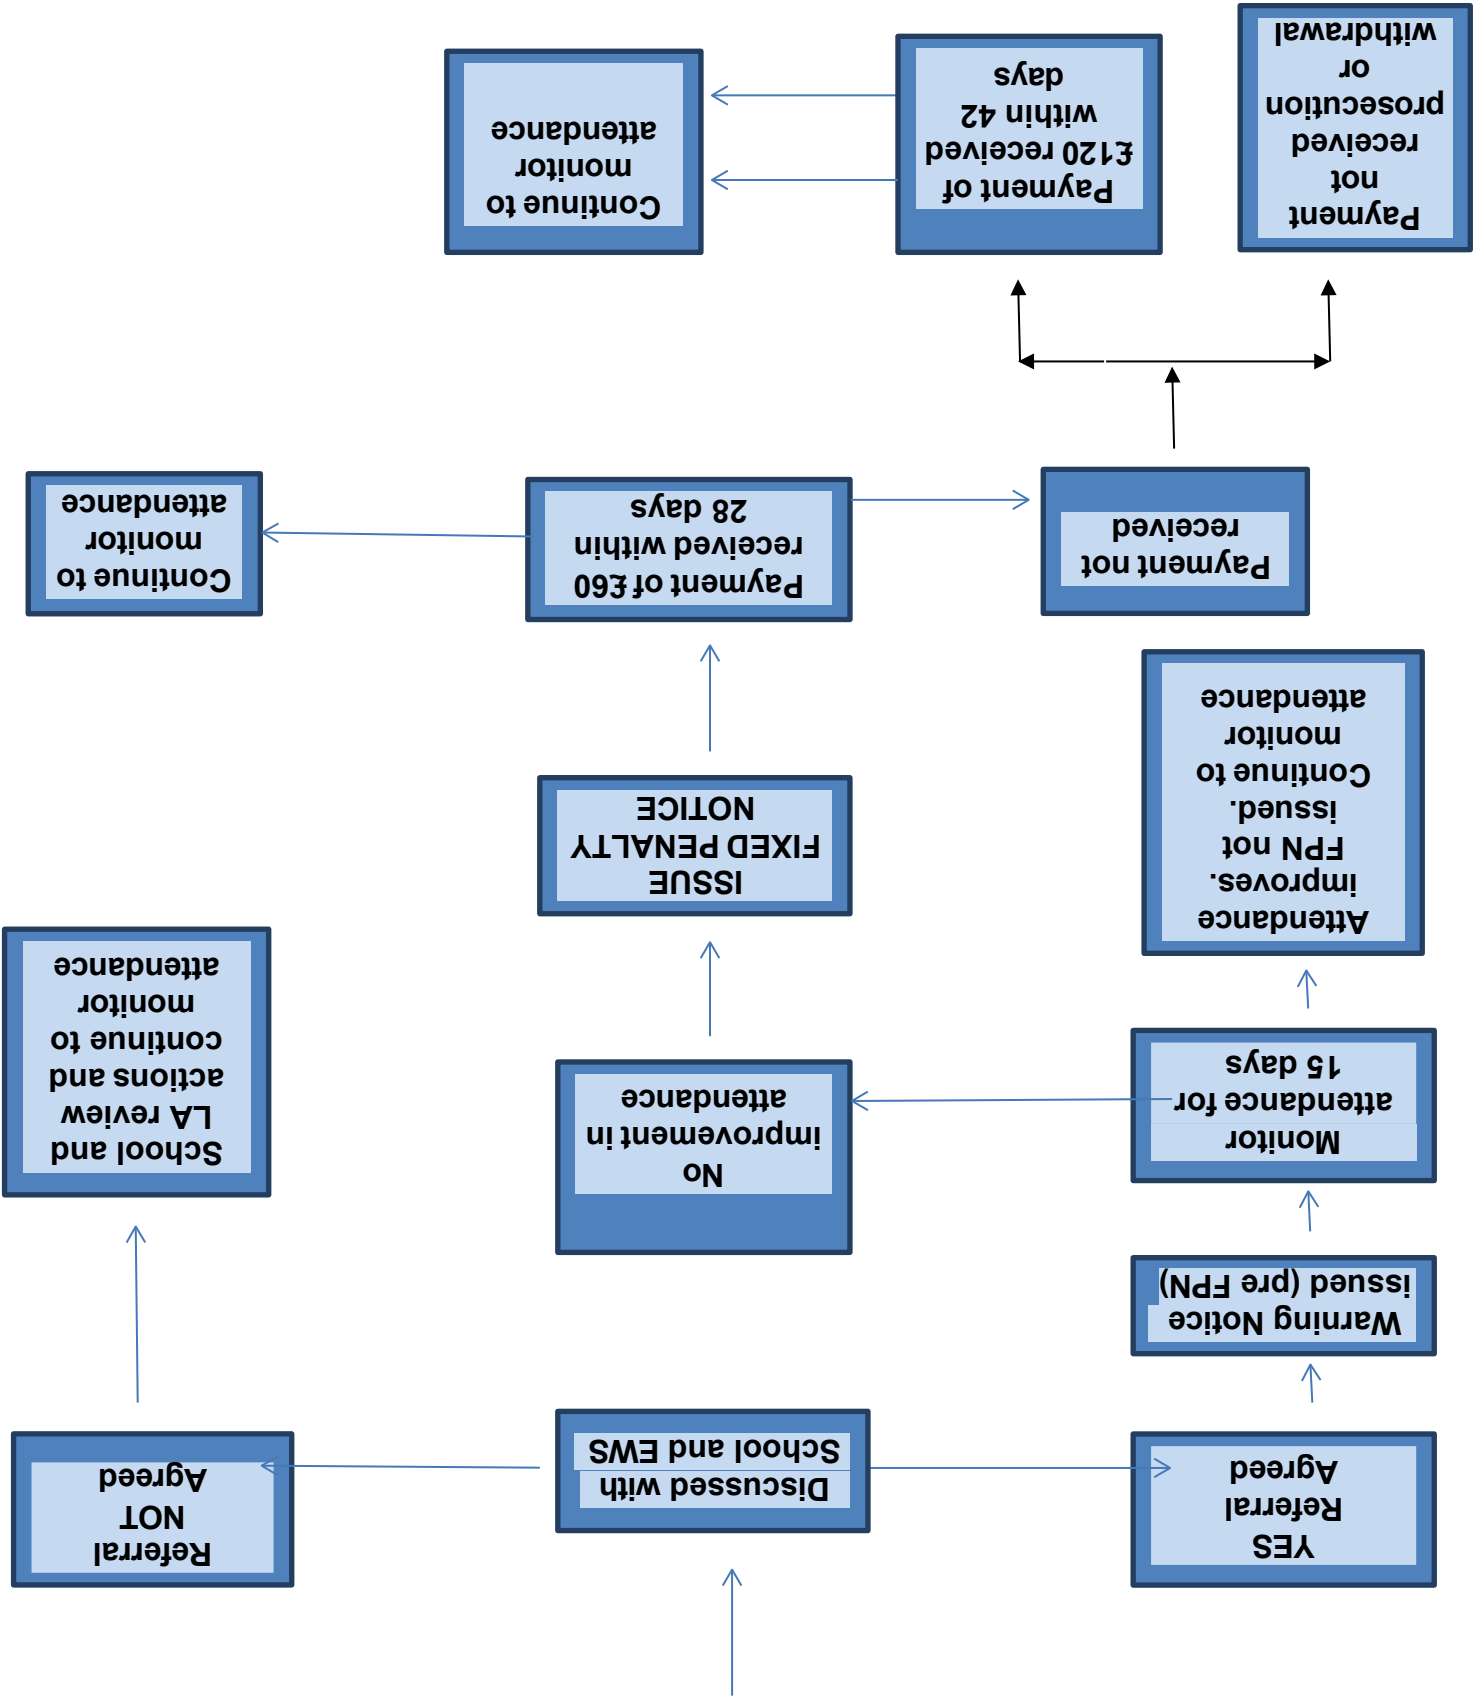 Discussed with
School and EWS
YES
Referral
Agreed
Referral
NOT
Agreed
Warning Notice
issued (pre FPN)
Monitor
attendance for
15 days
No
improvement in
attendance
School and
LA review
actions and
continue to
monitor
attendance
Attendance
improves.
FPN not
issued.
Continue to
monitor
attendance
ISSUE
FIXED PENALTY
NOTICE
Payment not
received
Payment of £60
received within
28 days
Continue to
monitor
attendance
Payment
not
received
prosecution
or
withdrawal
Payment of
£120 received
within 42
days
Continue to
monitor
attendance